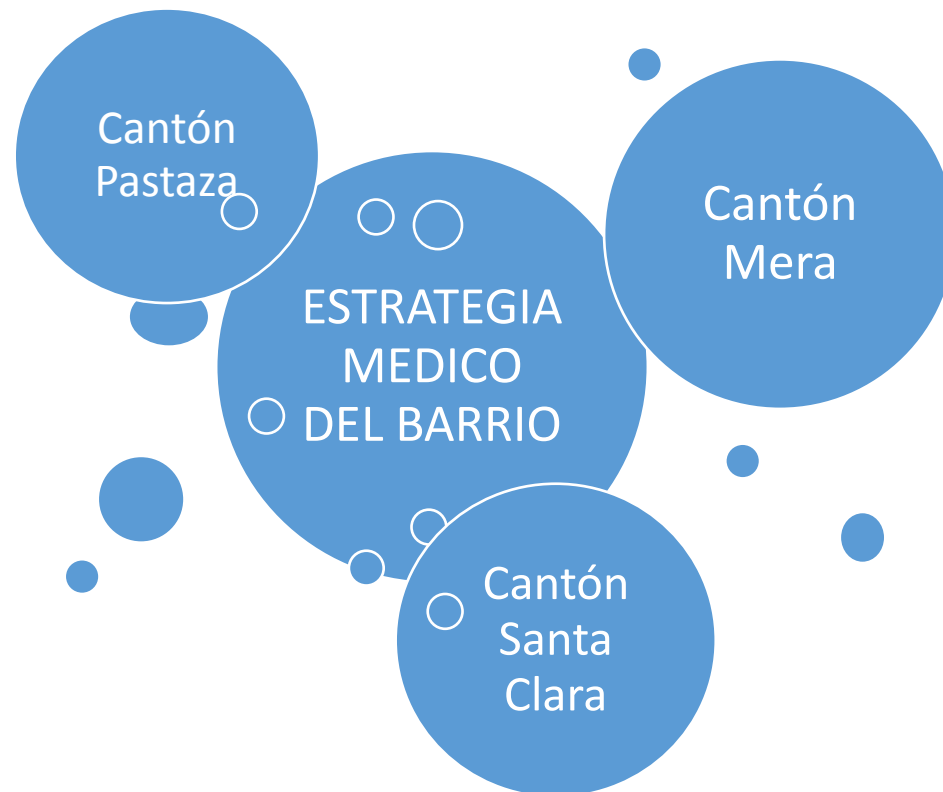 Cantón
Pastaza
Cantón
Mera
ESTRATEGIA
MEDICO
DEL BARRIO
Cantón
Santa
Clara